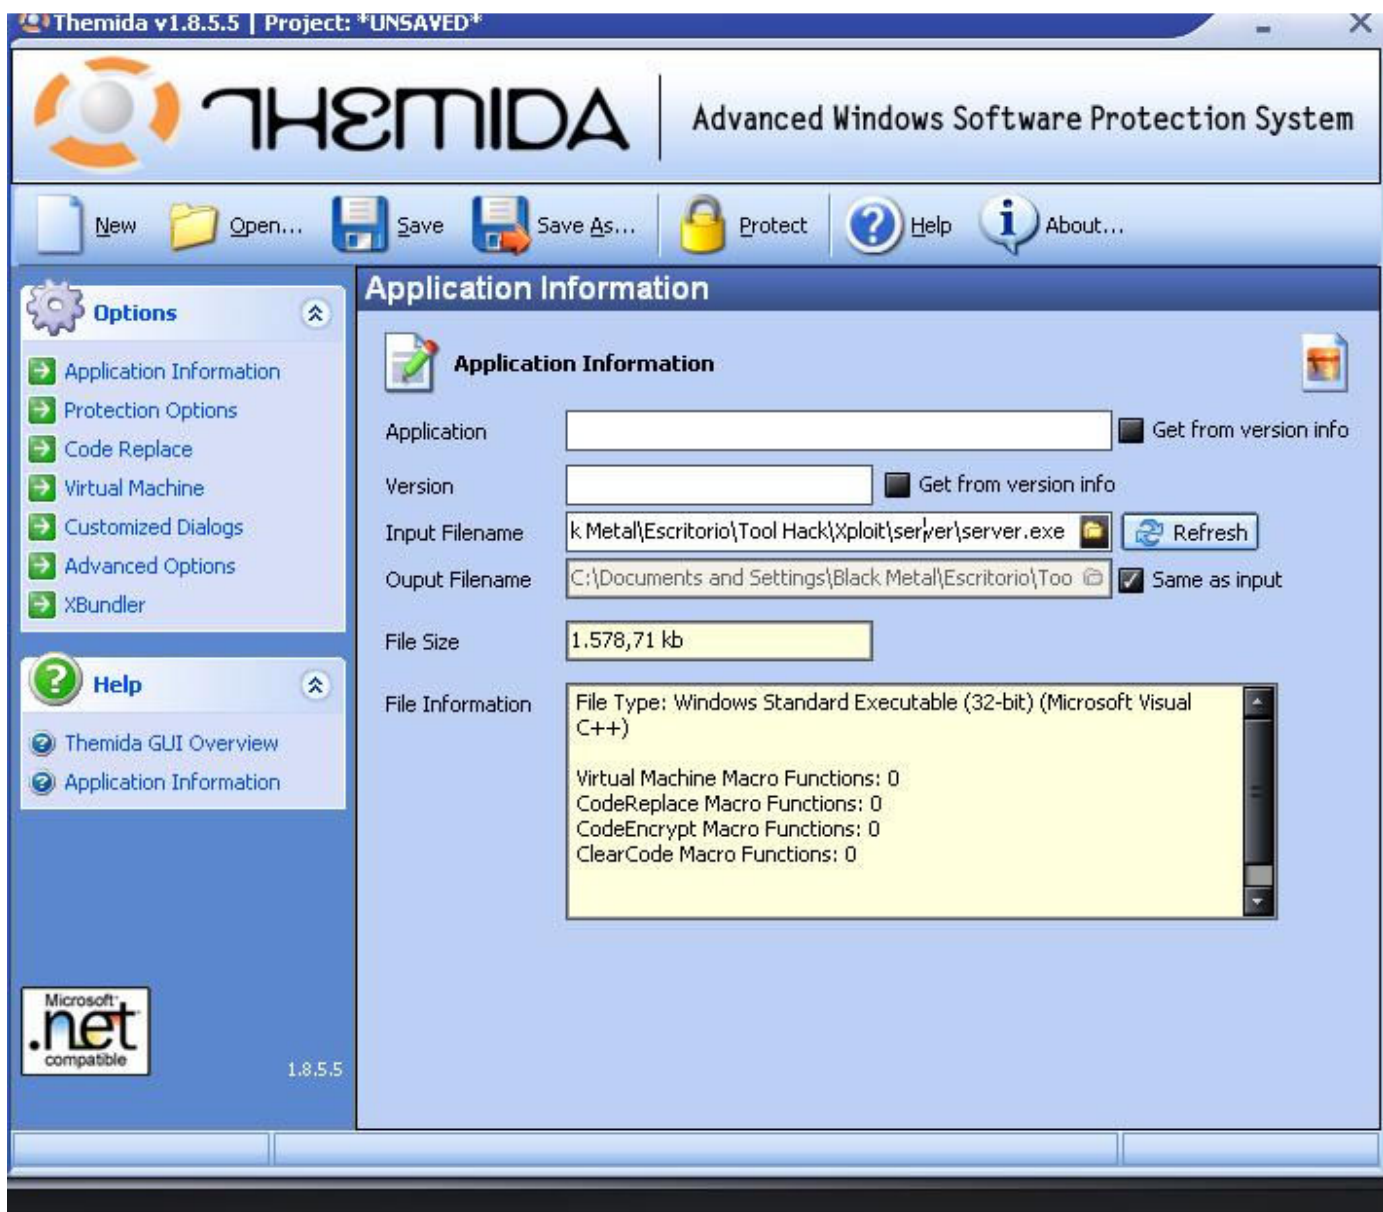 Themida v1.8.5.5 | Project: *UNSAVED*
THEMIDA
Advanced Windows Software Protection System
New Open... Save Save As... Protect Help About...
Application Information
Options
Application Information
Protection Options
Code Replace
Virtual Machine
Customized Dialogs
Advanced Options
XBundler
Help
Themida GUI Overview
Application Information
Microsoft
.net
compatible
1.8.5.5
Application Information
Application Get from version info
Version Get from version info
Input Filename k Metal\Escritorio\Tool Hack\Xploit\server\server.exe Refresh
Ouput Filename C:\Documents and Settings\Black Metal\Escritorio\Too Same as input
File Size 1.578,71 kb
File Information File Type: Windows Standard Executable (32-bit) (Microsoft Visual
C++)
Virtual Machine Macro Functions: 0
CodeReplace Macro Functions: 0
CodeEncrypt Macro Functions: 0
ClearCode Macro Functions: 0